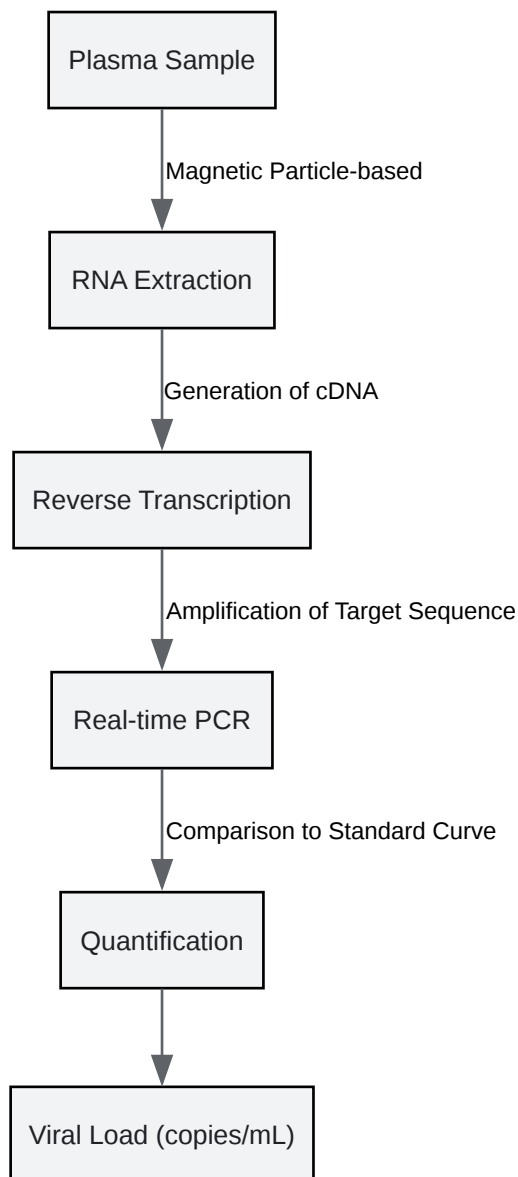 Plasma Sample
Magnetic Particle-based
RNA Extraction
Generation of cDNA
Reverse Transcription
Amplification of Target Sequence
Real-time PCR
Comparison to Standard Curve
Quantification
Viral Load (copies/mL)